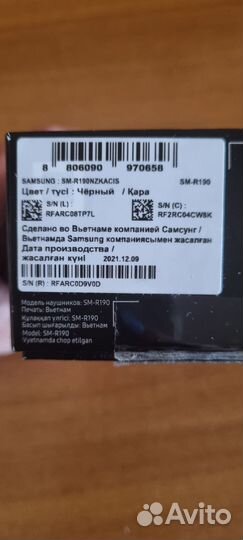 8 806090 970658
SAMSUNG : SM-R190NZKACIS SM-R190
Цвет / түсі : Чёрный / Қара
S/N (L) : S/N (C) :
RFARC08TP7L RF2RC04CW8K
Сделано во Вьетнаме компанией Самсунг /
Вьетнамда Samsung компаниясымен жасалған
Дата производства /
жасалған күні 2021.12.09
S/N (R) : RFARC0D9V0D
Модель наушников: SM-R190
Печать: Вьетнам
Құлаққап үлгісі: SM-R190
Басып шығарылды: Вьетнам
Model: SM-R190
Vyetnamda chop etilgan
Avito